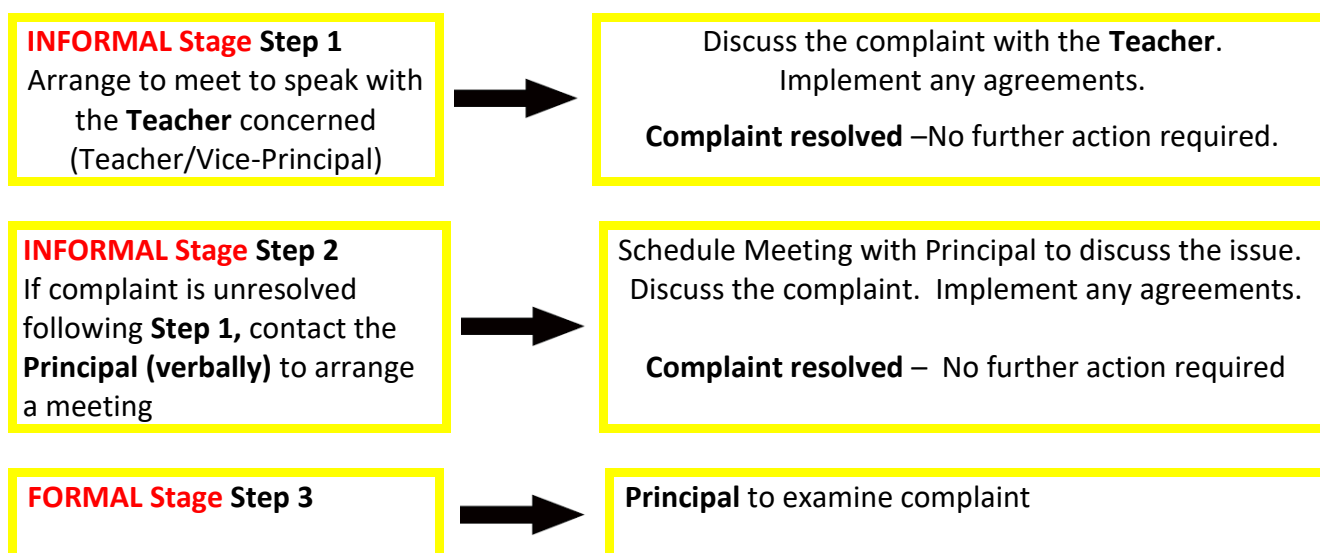 INFORMAL Stage Step 1
Arrange to meet to speak with
the Teacher concerned
(Teacher/Vice-Principal)
Discuss the complaint with the Teacher.
Implement any agreements.
Complaint resolved –No further action required.
INFORMAL Stage Step 2
If complaint is unresolved
following Step 1, contact the
Principal (verbally) to arrange
a meeting
Schedule Meeting with Principal to discuss the issue.
Discuss the complaint.  Implement any agreements.
Complaint resolved –  No further action required
FORMAL Stage Step 3
Principal to examine complaint